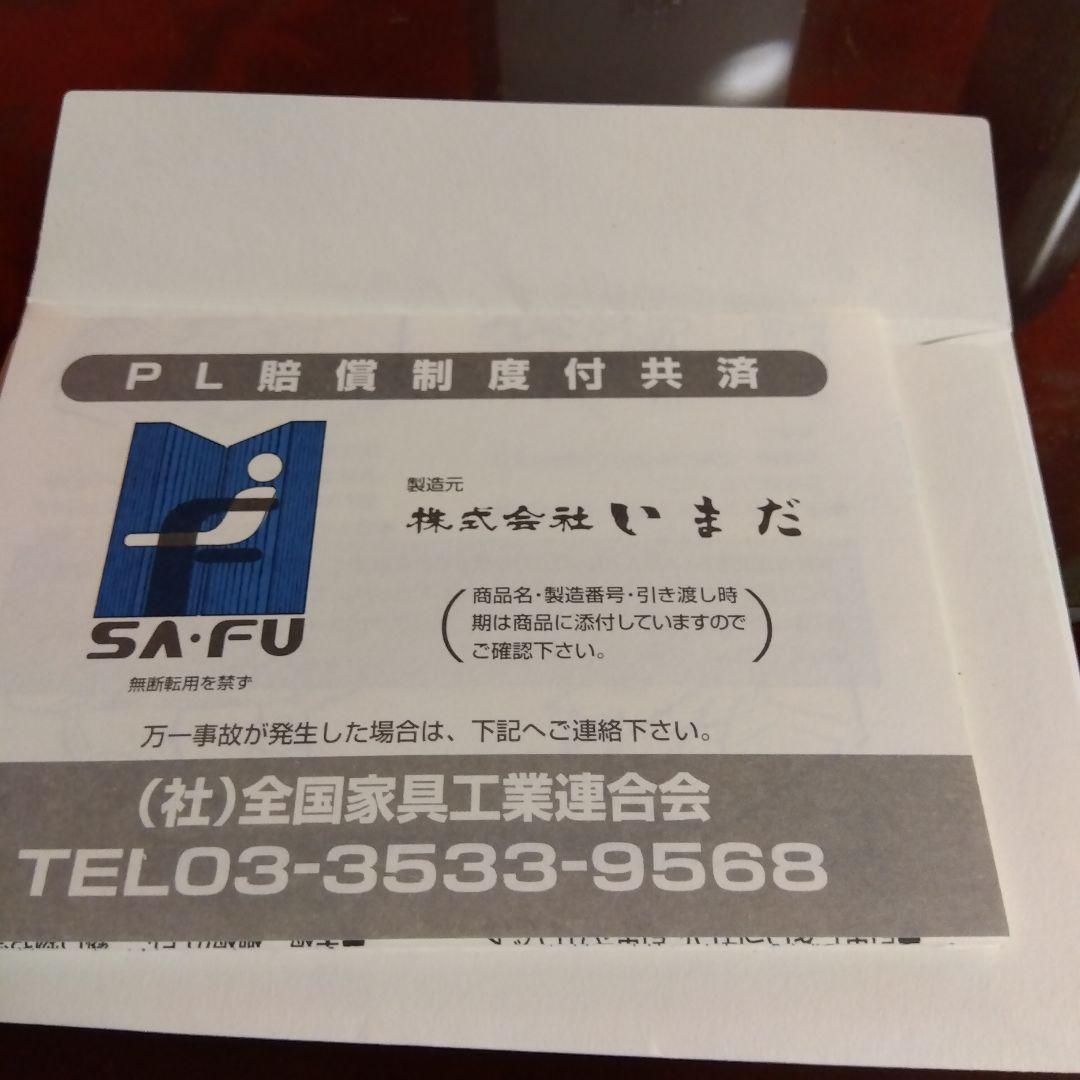 PL賠償制度付共済
製造元
株式会社いまだ
(商品名・製造番号・引き渡し時
期は商品に添付していますので
ご確認下さい。)
SA・FU
無断転用を禁ず
万一事故が発生した場合は、下記へご連絡下さい。
(社)全国家具工業連合会
TEL03-3533-9568